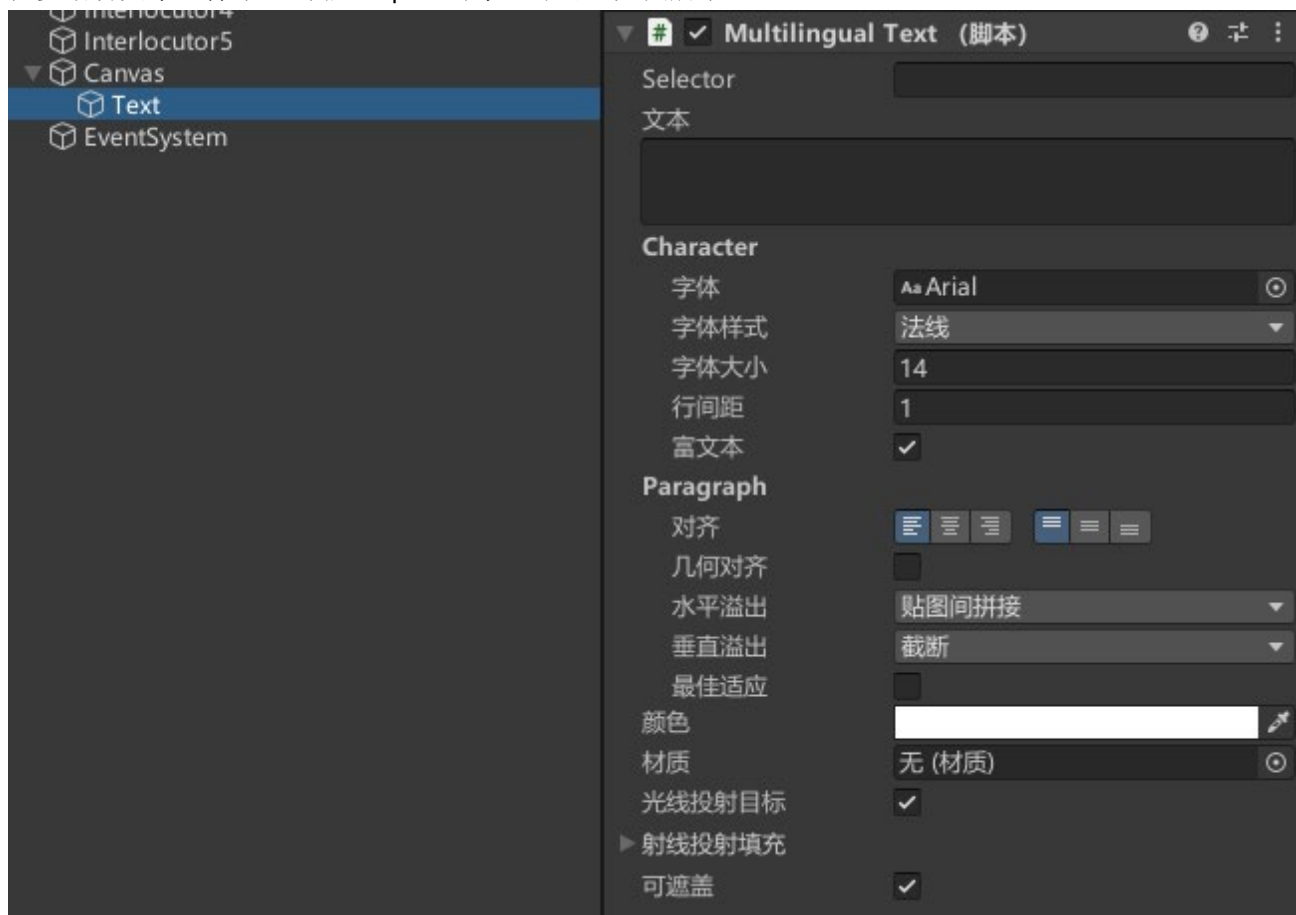 Interlocutor4
Interlocutor5
Canvas
Text
EventSystem
# Multilingual Text (脚本)
Selector
文本
Character
字体 Aa Arial
字体样式 法线
字体大小 14
行间距 1
富文本
Paragraph
对齐
几何对齐
水平溢出 贴图间拼接
垂直溢出 截断
最佳适应
颜色
材质 无 (材质)
光线投射目标
射线投射填充
可遮盖